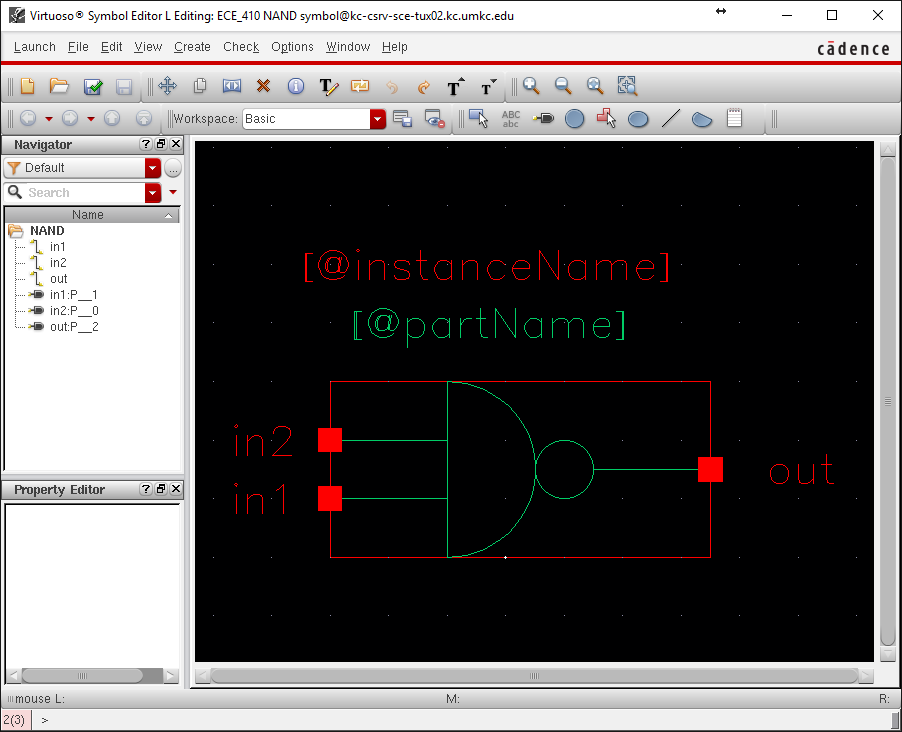 Virtuoso® Symbol Editor L Editing: ECE_410 NAND symbol@kc-csrv-sce-tux02.kc.umkc.edu
Launch File Edit View Create Check Options Window Help
cādence
Workspace: Basic
ABC
abc
Navigator
Default
Search
Name
NAND
in1
in2
out
in1:P__1
in2:P__0
out:P__2
Property Editor
[@instanceName]
[@partName]
in2
in1
out
mouse L: M: R:
2(3) >